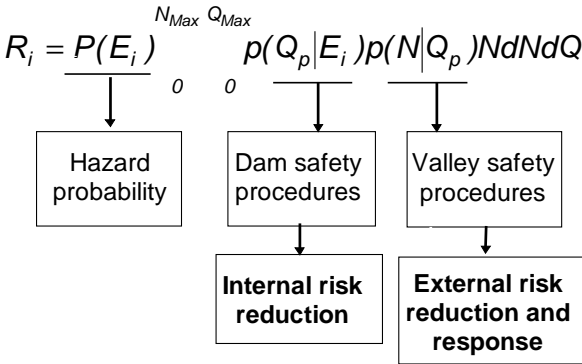 N_Max Q_Max
R_i = P(E_i) p(Q_p|E_i)p(N|Q_p)NdNdQ
0 0
Hazard probability
Dam safety procedures
Valley safety procedures
Internal risk reduction
External risk reduction and response